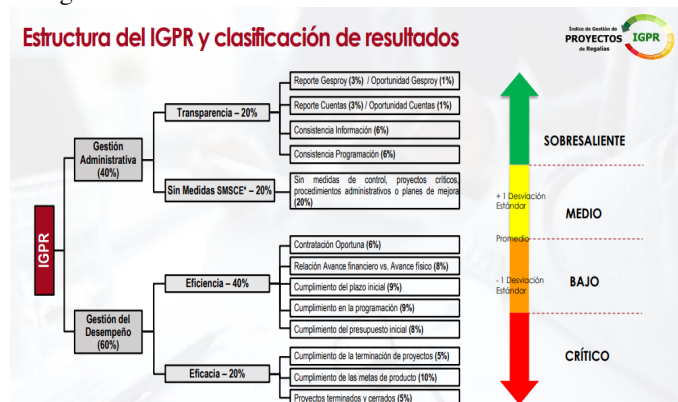 Estructura del IGPR y clasificación de resultados
Índice de Gestión de
PROYECTOS
de Regalías
IGPR
IGPR
Gestión
Administrativa
(40%)
Transparencia – 20%
Reporte Gesproy (3%) / Oportunidad Gesproy (1%)
Reporte Cuentas (3%) / Oportunidad Cuentas (1%)
Consistencia Información (6%)
Consistencia Programación (6%)
Sin Medidas SMSCE* – 20%
Sin medidas de control, proyectos críticos,
procedimientos administrativos o planes de mejora
(20%)
Gestión del
Desempeño
(60%)
Eficiencia – 40%
Contratación Oportuna (6%)
Relación Avance financiero vs. Avance físico (8%)
Cumplimiento del plazo inicial (9%)
Cumplimiento en la programación (9%)
Cumplimiento del presupuesto inicial (8%)
Eficacia – 20%
Cumplimiento de la terminación de proyectos (5%)
Cumplimiento de las metas de producto (10%)
Proyectos terminados y cerrados (5%)
SOBRESALIENTE
+ 1 Desviación
Estándar
MEDIO
Promedio
- 1 Desviación
Estándar
BAJO
CRÍTICO